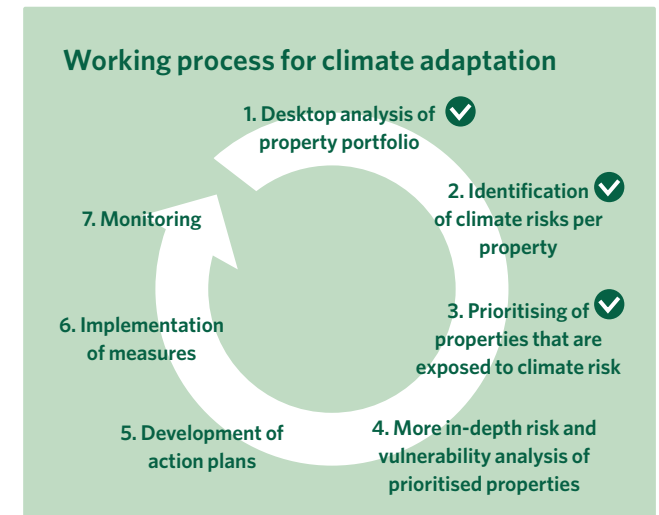 Working process for climate adaptation
1. Desktop analysis of
property portfolio
2. Identification
of climate risks per
property
3. Prioritising of
properties that are
exposed to climate risk
4. More in-depth risk and
vulnerability analysis of
prioritised properties
5. Development of
action plans
6. Implementation
of measures
7. Monitoring